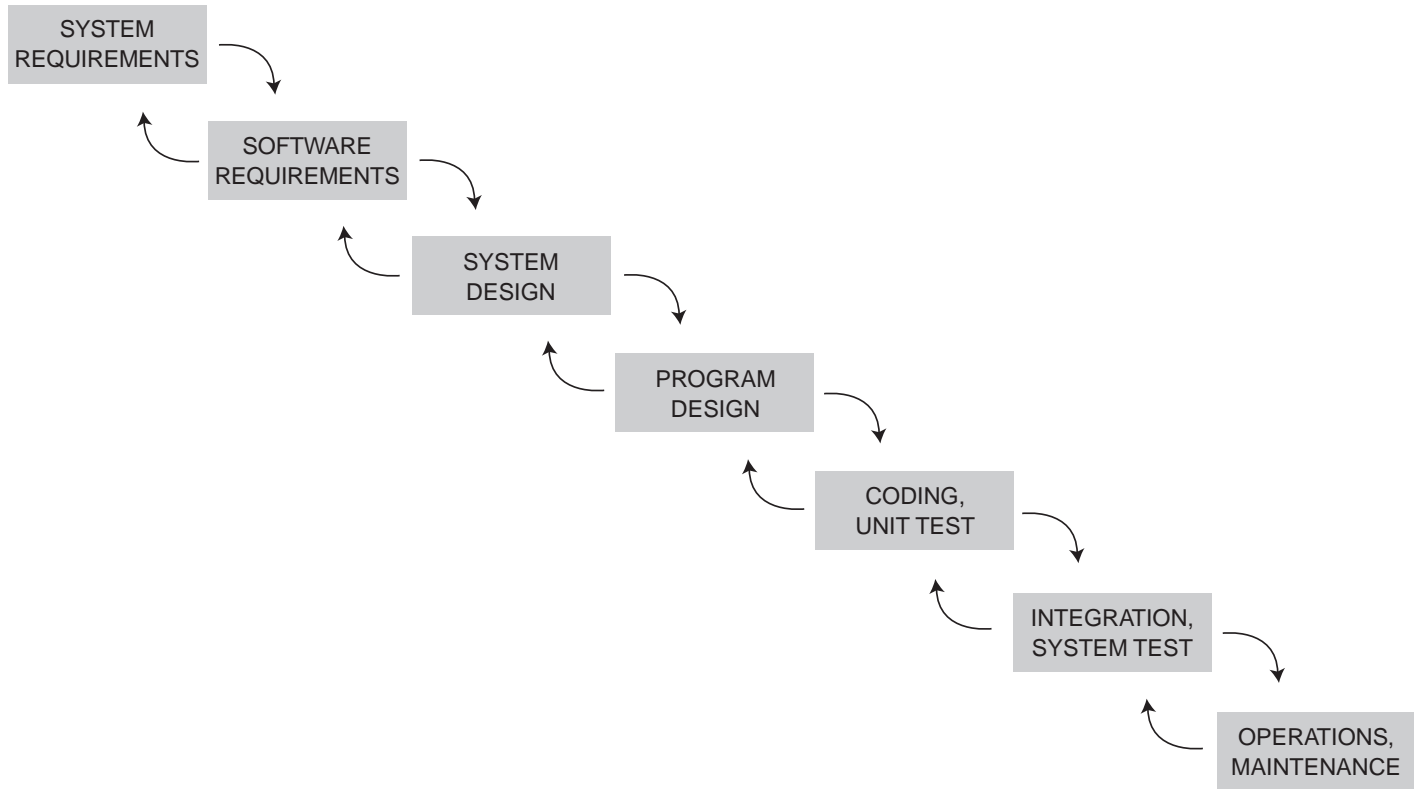 SYSTEM
REQUIREMENTS
SOFTWARE
REQUIREMENTS
SYSTEM
DESIGN
PROGRAM
DESIGN
CODING,
UNIT TEST
INTEGRATION,
SYSTEM TEST
OPERATIONS,
MAINTENANCE